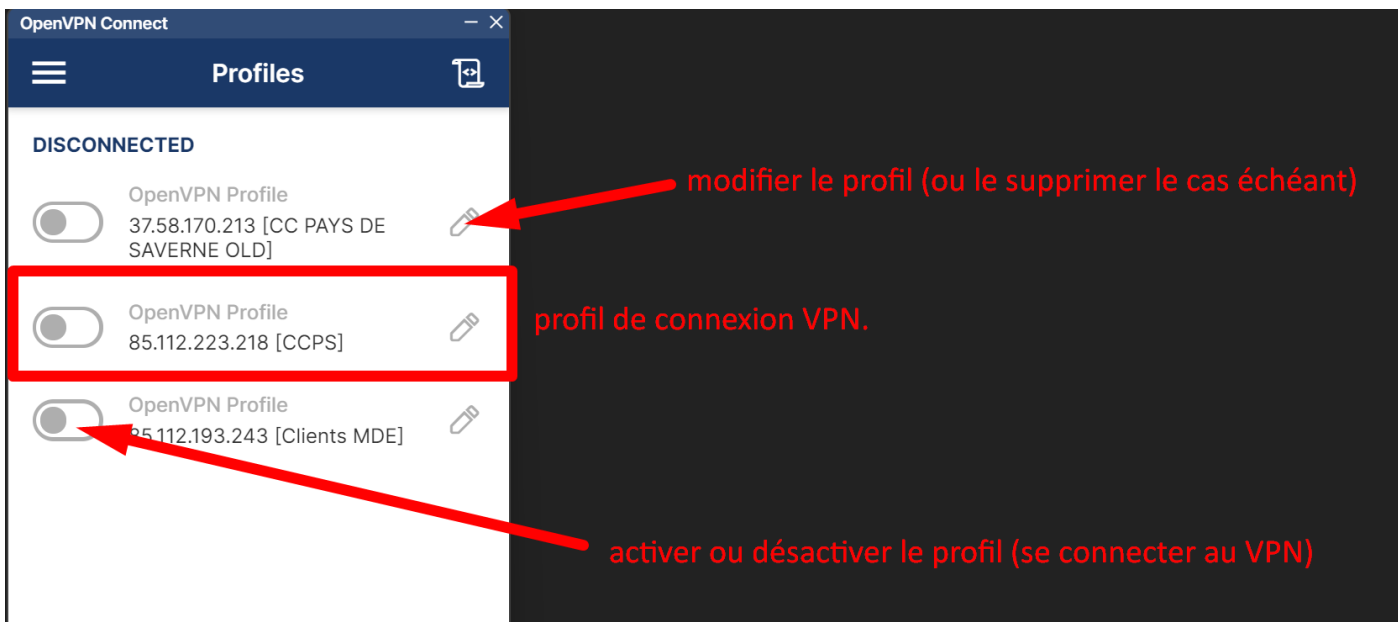 OpenVPN Connect
Profiles
DISCONNECTED
OpenVPN Profile
37.58.170.213 [CC PAYS DE
SAVERNE OLD]
modifier le profil (ou le supprimer le cas échéant)
OpenVPN Profile
85.112.223.218 [CCPS]
profil de connexion VPN.
OpenVPN Profile
85.112.193.243 [Clients MDE]
activer ou désactiver le profil (se connecter au VPN)